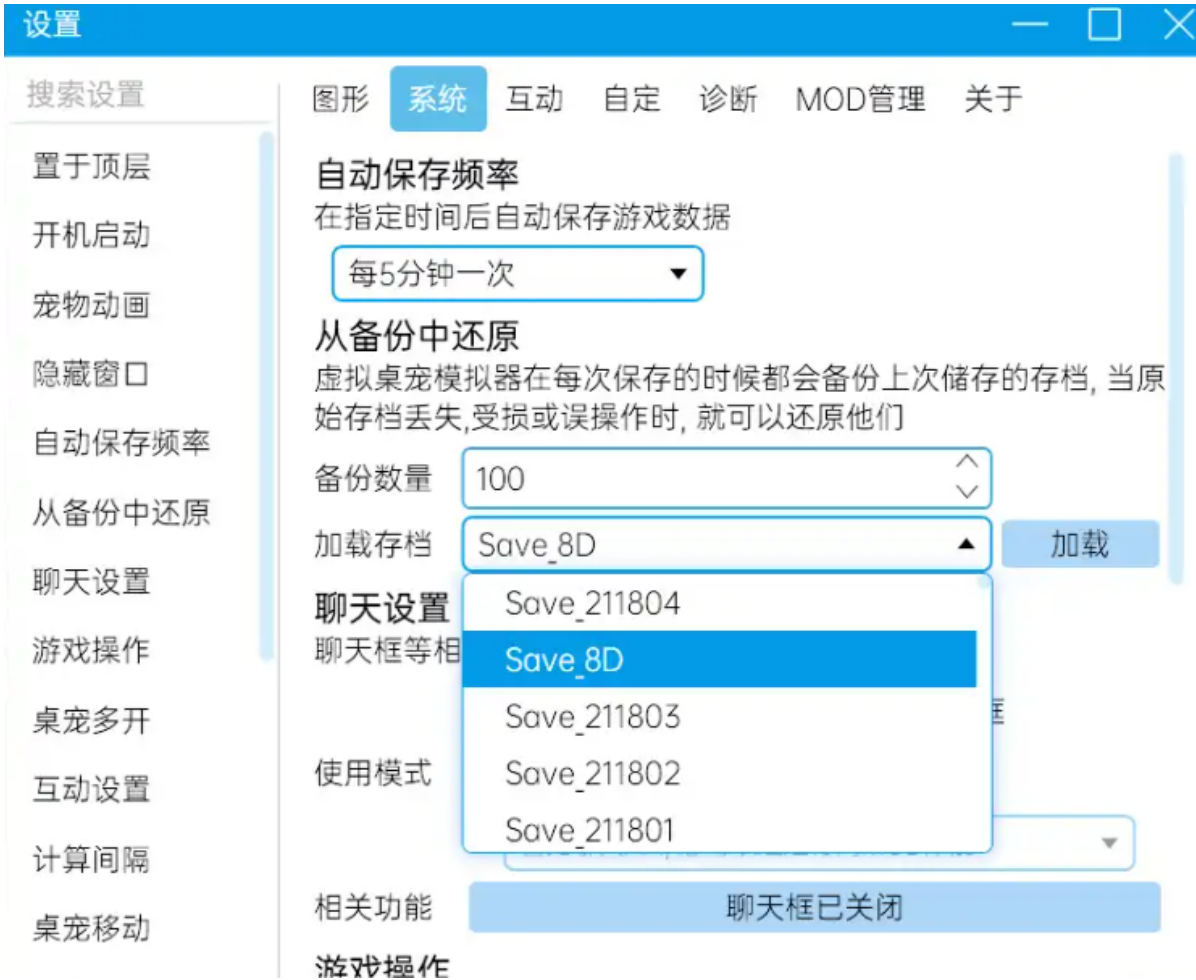 设置
搜索设置
置于顶层
开机启动
宠物动画
隐藏窗口
自动保存频率
从备份中还原
聊天设置
游戏操作
桌宠多开
互动设置
计算间隔
桌宠移动
图形 系统 互动 自定 诊断 MOD管理 关于
自动保存频率
在指定时间后自动保存游戏数据
每5分钟一次
从备份中还原
虚拟桌宠模拟器在每次保存的时候都会备份上次储存的存档, 当原
始存档丢失,受损或误操作时, 就可以还原他们
备份数量 100
加载存档 Save_8D 加载
Save_211804
Save_8D
Save_211803
Save_211802
Save_211801
聊天设置
聊天框等相
框
使用模式
相关功能 聊天框已关闭
游戏操作